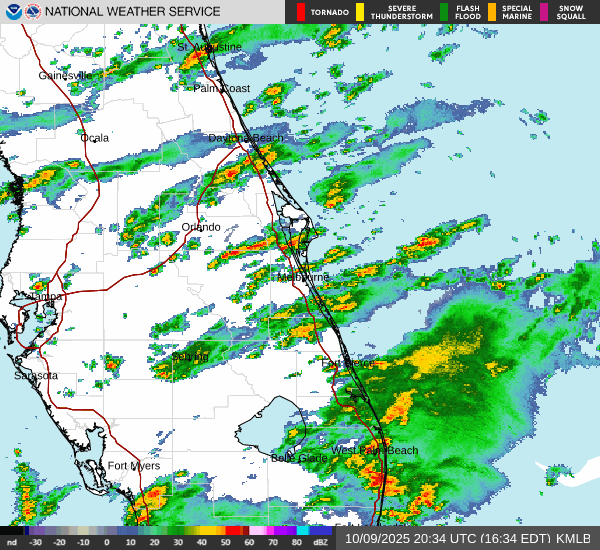 NATIONAL WEATHER SERVICE
TORNADO
SEVERE THUNDERSTORM
FLASH FLOOD
SPECIAL MARINE
SNOW SQUALL
St. Augustine
Gainesville
Palm Coast
Ocala
Daytona Beach
Orlando
Melbourne
Tampa
Sebring
Fort Pierce
Sarasota
West Palm Beach
Belle Glade
Fort Myers
nd -30 -20 -10 0 10 20 30 40 50 60 70 80 dBZ
10/09/2025 20:34 UTC (16:34 EDT) KMLB